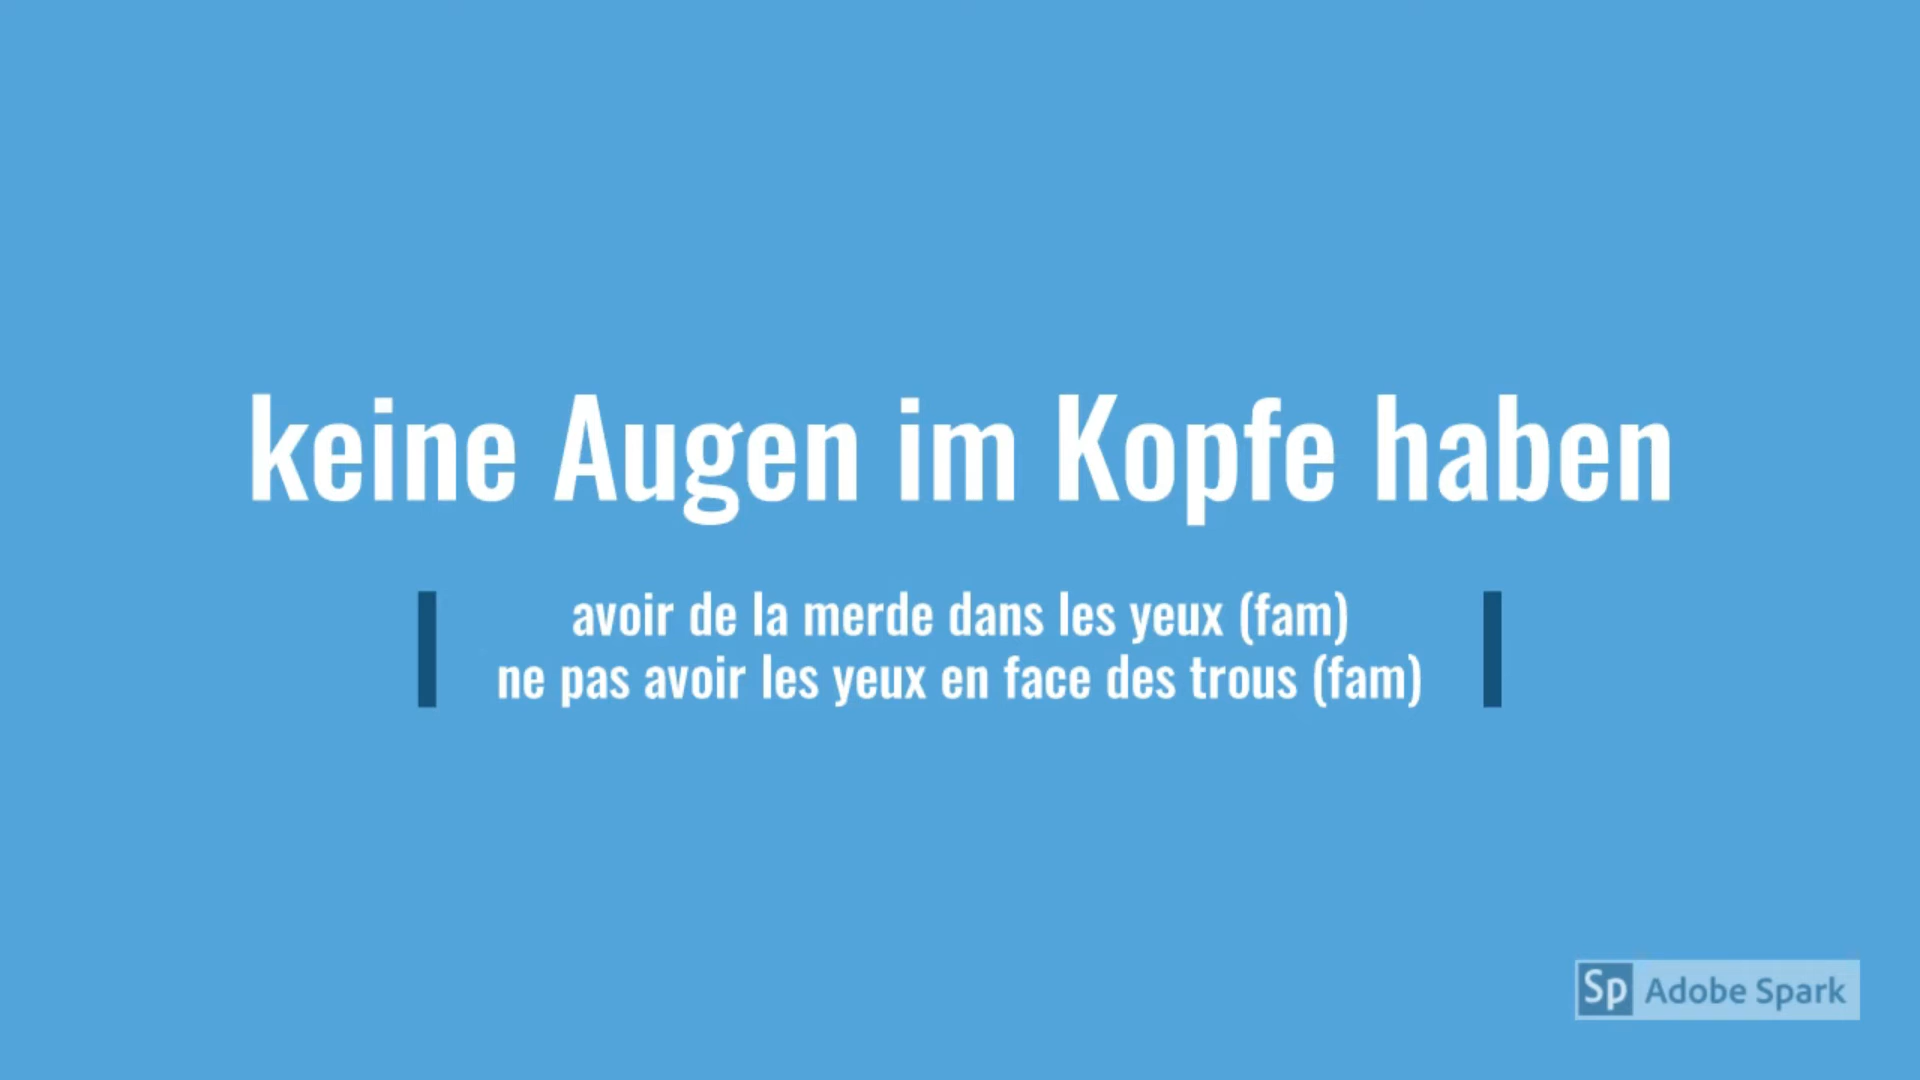 keine Augen im Kopfe haben
avoir de la merde dans les yeux (fam)
ne pas avoir les yeux en face des trous (fam)
Sp Adobe Spark